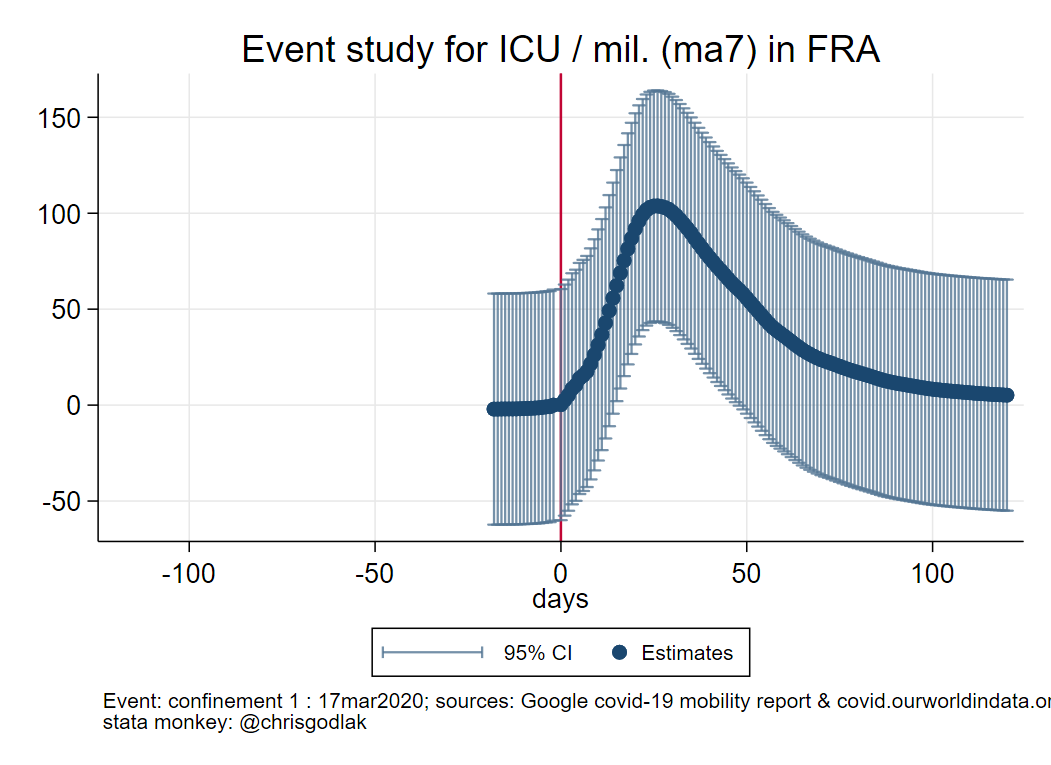 Event study for ICU / mil. (ma7) in FRA
150
100
50
0
-50
-100 -50 0 50 100
days
95% CI Estimates
Event: confinement 1 : 17mar2020; sources: Google covid-19 mobility report & covid.ourworldindata.or
stata monkey: @chrisgodlak